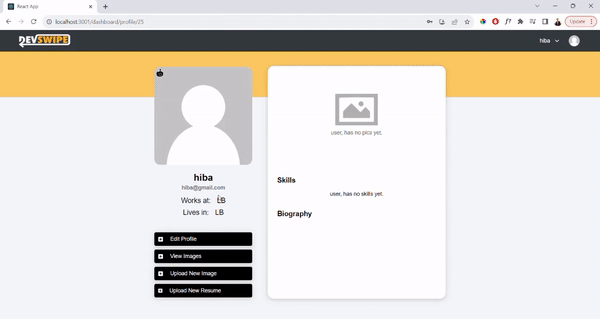 React App
localhost:3001/dashboard/profile/25
Update
DEVSWIPE
hiba
hiba
hiba@gmail.com
Works at: LB
Lives in: LB
Edit Profile
View Images
Upload New Image
Upload New Resume
user, has no pics yet.
Skills
user, has no skills yet.
Biography